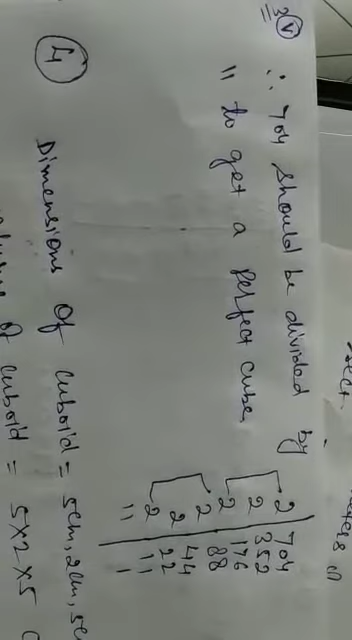 3 (v)
∴ 704 should be divided by
11 to get a perfect cube
2 | 704
2 | 352
2 | 176
2 | 88
2 | 44
2 | 22
11 | 11
1
(4) Dimensions of cuboid = 5cm, 2cm, 5c
of cuboid = 5×2×5